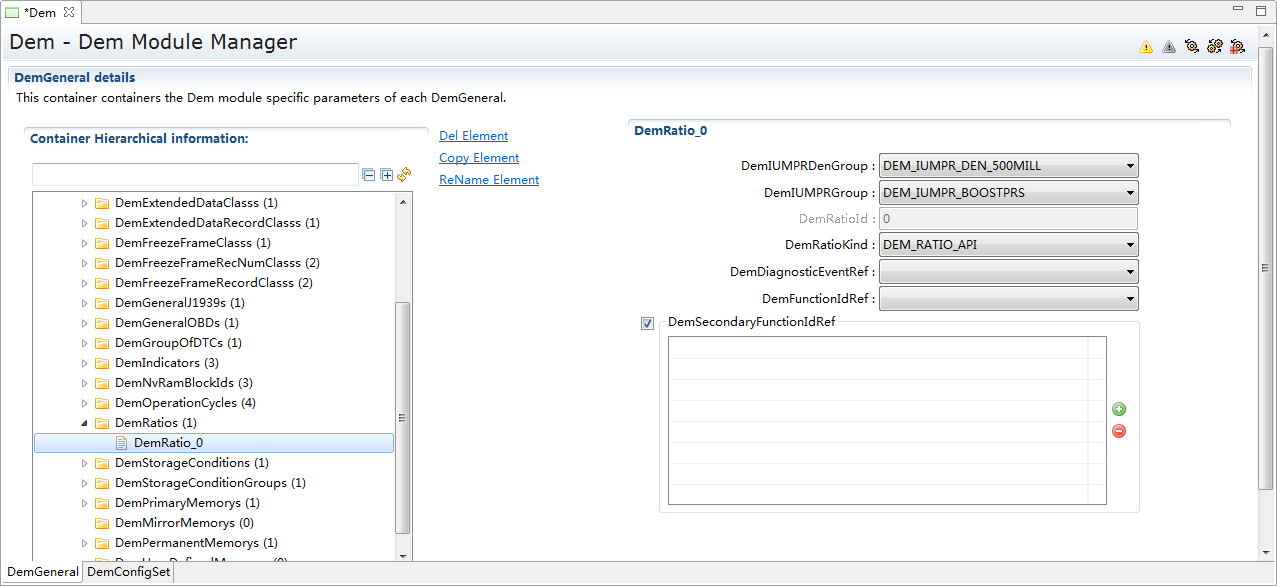 *Dem
Dem - Dem Module Manager
DemGeneral details
This container containers the Dem module specific parameters of each DemGeneral.
Container Hierarchical information:
Del Element
Copy Element
ReName Element
DemExtendedDataClasss (1)
DemExtendedDataRecordClasss (1)
DemFreezeFrameClasss (1)
DemFreezeFrameRecNumClasss (2)
DemFreezeFrameRecordClasss (2)
DemGeneralJ1939s (1)
DemGeneralOBDs (1)
DemGroupOfDTCs (1)
DemIndicators (3)
DemNvRamBlockIds (3)
DemOperationCycles (4)
DemRatios (1)
DemRatio_0
DemStorageConditions (1)
DemStorageConditionGroups (1)
DemPrimaryMemorys (1)
DemMirrorMemorys (0)
DemPermanentMemorys (1)
DemRatio_0
DemIUMPRDenGroup : DEM_IUMPR_DEN_500MILL
DemIUMPRGroup : DEM_IUMPR_BOOSTPRS
DemRatioId : 0
DemRatioKind : DEM_RATIO_API
DemDiagnosticEventRef :
DemFunctionIdRef :
DemSecondaryFunctionIdRef
DemGeneral DemConfigSet